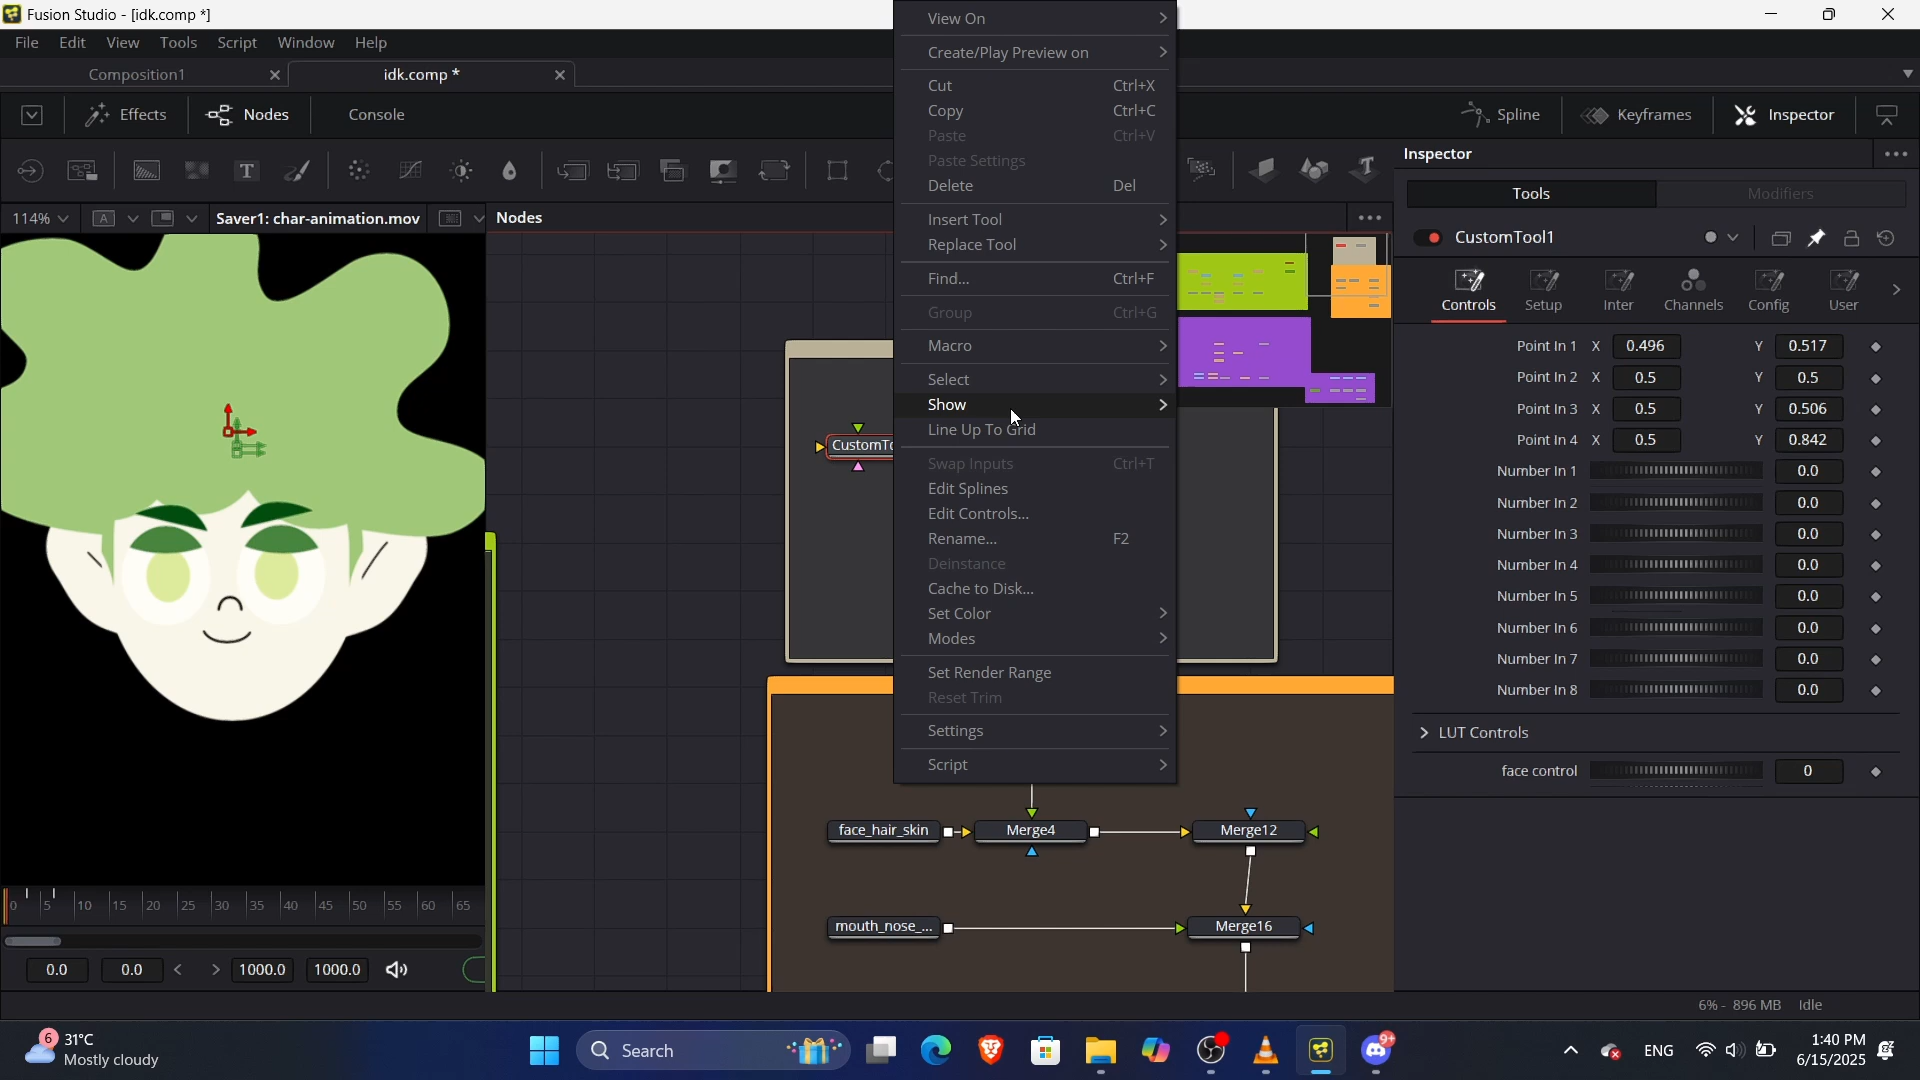 Fusion Studio - [idk.comp *]
File Edit View Tools Script Window Help
Composition1
idk.comp *
Effects
Nodes
Console
Spline
Keyframes
Inspector
114%
A
Saver1: char-animation.mov
Nodes
CustomTo
face_hair_skin
Merge4
Merge12
mouth_nose_...
Merge16
View On
Create/Play Preview on
Cut Ctrl+X
Copy Ctrl+C
Paste Ctrl+V
Paste Settings
Delete Del
Insert Tool
Replace Tool
Find... Ctrl+F
Group Ctrl+G
Macro
Select
Show
Line Up To Grid
Swap Inputs Ctrl+T
Edit Splines
Edit Controls...
Rename... F2
Deinstance
Cache to Disk...
Set Color
Modes
Set Render Range
Reset Trim
Settings
Script
Inspector
Tools Modifiers
CustomTool1
Controls Setup Inter Channels Config User
Point In 1 X 0.496 Y 0.517
Point In 2 X 0.5 Y 0.5
Point In 3 X 0.5 Y 0.506
Point In 4 X 0.5 Y 0.842
Number In 1 0.0
Number In 2 0.0
Number In 3 0.0
Number In 4 0.0
Number In 5 0.0
Number In 6 0.0
Number In 7 0.0
Number In 8 0.0
LUT Controls
face control 0
0 5 10 15 20 25 30 35 40 45 50 55 60 65
0.0 0.0 1000.0 1000.0
6% - 896 MB Idle
6
31°C
Mostly cloudy
Search
9+
ENG
1:40 PM
6/15/2025